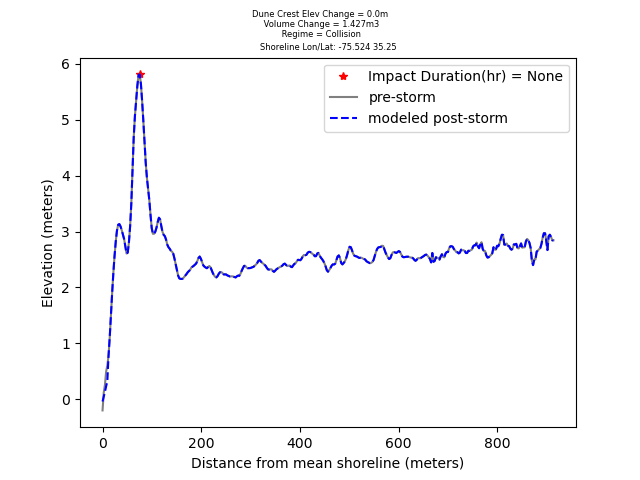 Dune Crest Elev Change = 0.0m
Volume Change = 1.427m3
Regime = Collision
Shoreline Lon/Lat: -75.524 35.25
Impact Duration(hr) = None
pre-storm
modeled post-storm
Elevation (meters)
6
5
4
3
2
1
0
0 200 400 600 800
Distance from mean shoreline (meters)